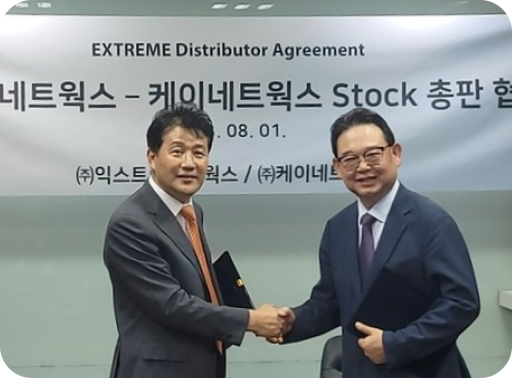 EXTREME Distributor Agreement
네트웍스 – 케이네트웍스 Stock 총판 협
. 08. 01.
㈜익스트 웍스 / ㈜케이네트